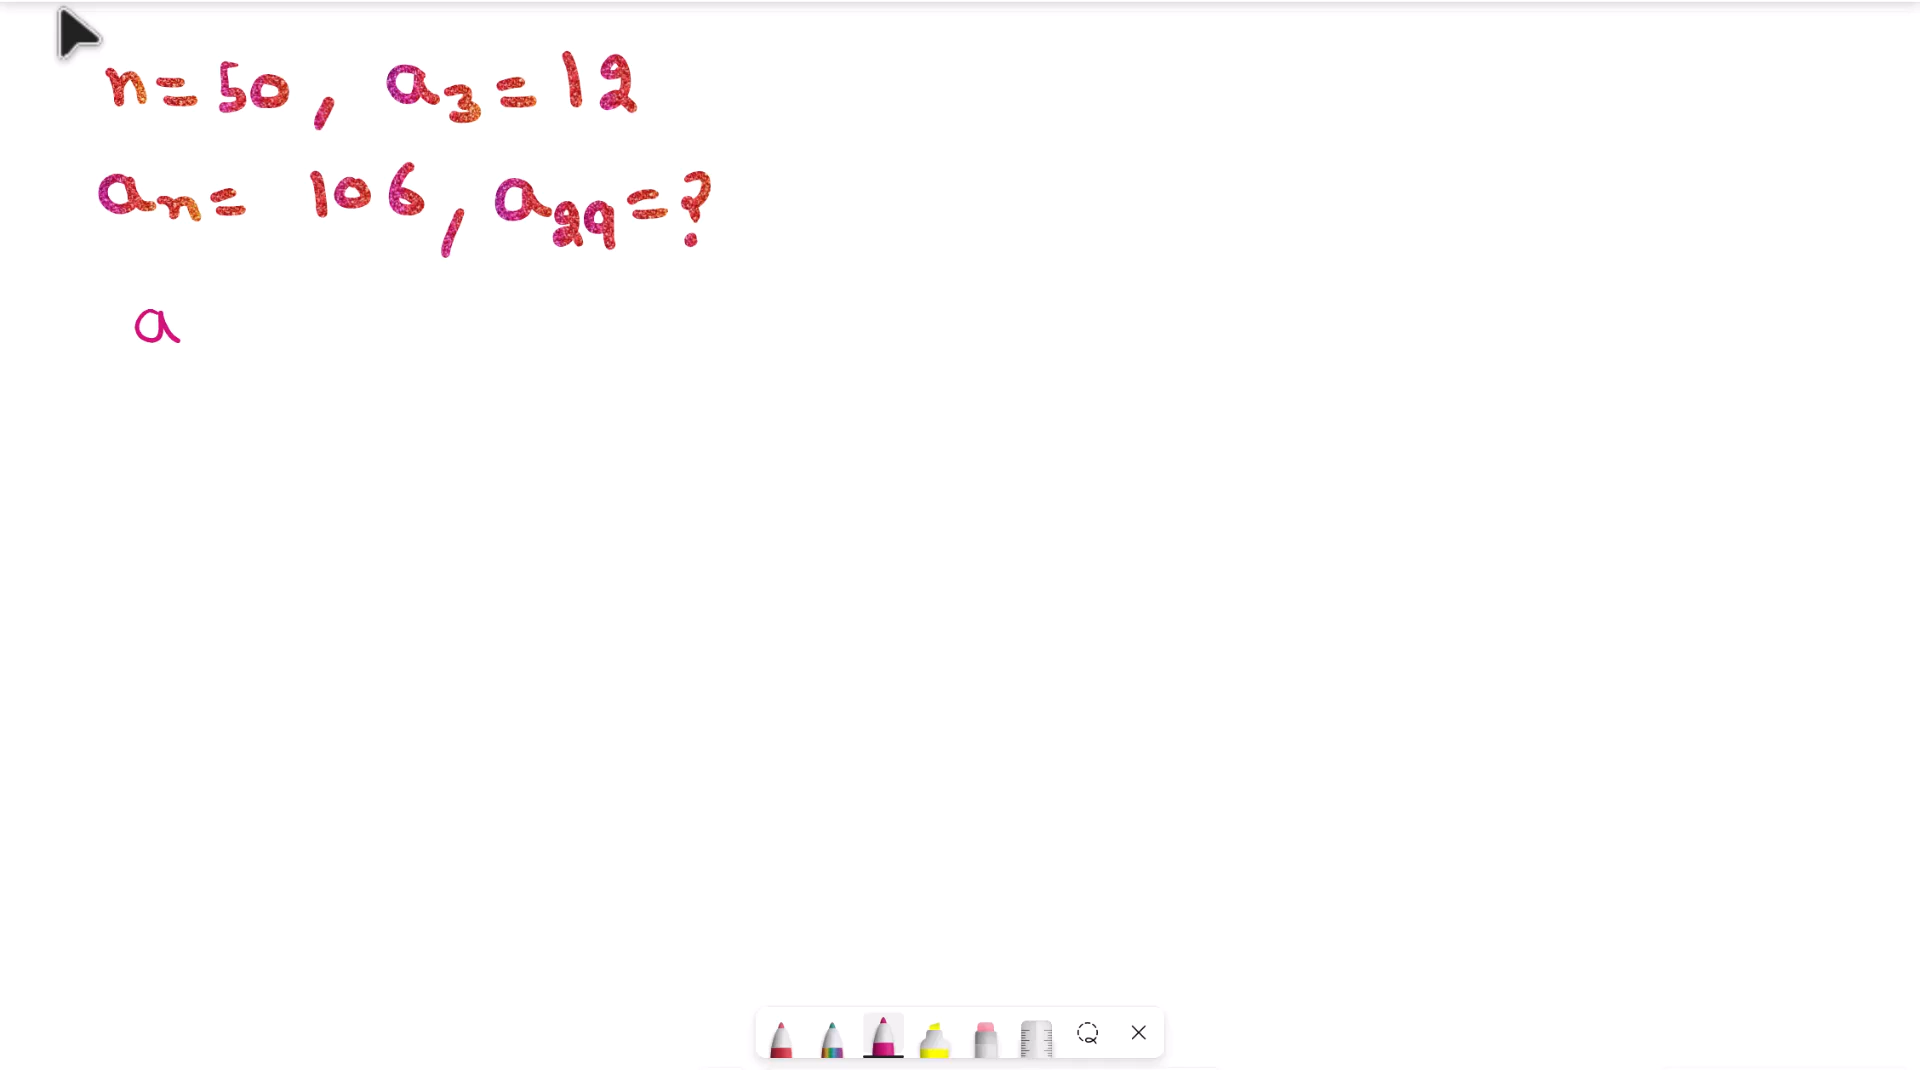 n=50, a₃=12
aₙ= 106, a₂₉=?
a